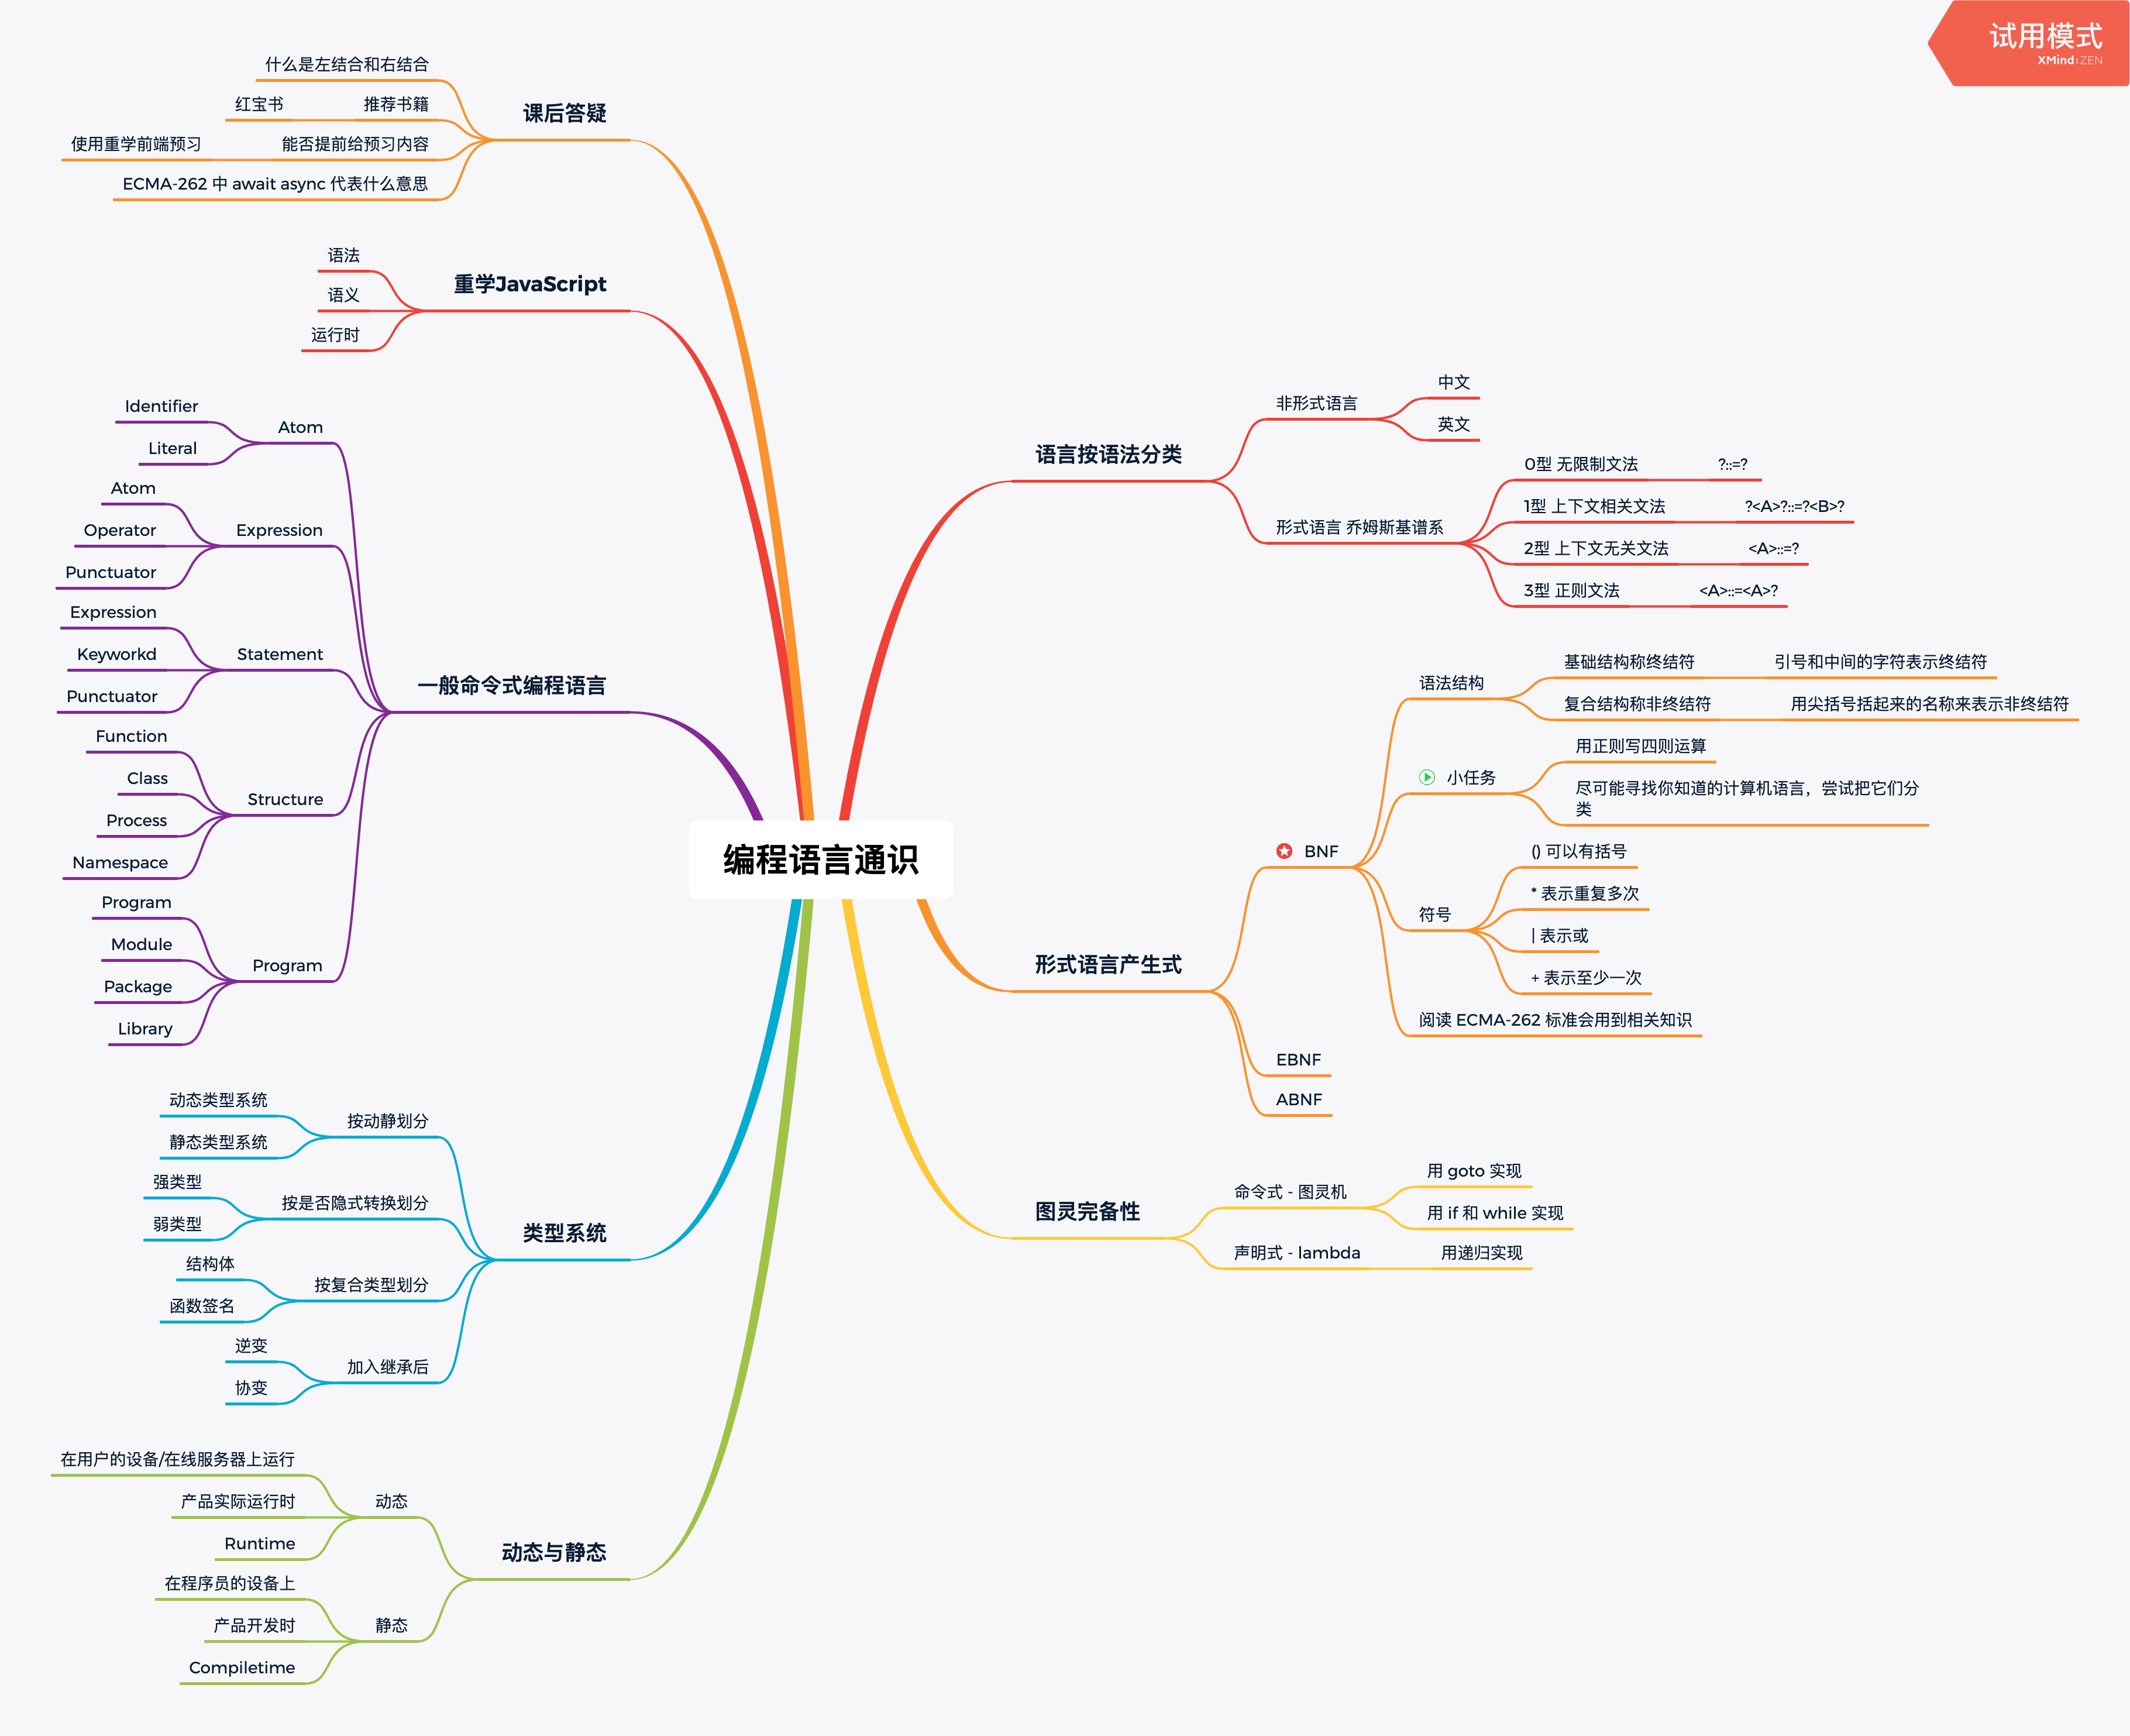 试用模式
XMind:ZEN
编程语言通识
语言按语法分类
非形式语言
中文
英文
形式语言 乔姆斯基谱系
0型 无限制文法
?::=?
1型 上下文相关文法
?<A>?::=?<B>?
2型 上下文无关文法
<A>::=?
3型 正则文法
<A>::=<A>?
形式语言产生式
BNF
语法结构
基础结构称终结符
引号和中间的字符表示终结符
复合结构称非终结符
用尖括号括起来的名称来表示非终结符
小任务
用正则写四则运算
尽可能寻找你知道的计算机语言，尝试把它们分
类
符号
() 可以有括号
* 表示重复多次
| 表示或
+ 表示至少一次
阅读 ECMA-262 标准会用到相关知识
EBNF
ABNF
图灵完备性
命令式 - 图灵机
用 goto 实现
用 if 和 while 实现
声明式 - lambda
用递归实现
课后答疑
什么是左结合和右结合
推荐书籍
红宝书
能否提前给预习内容
使用重学前端预习
ECMA-262 中 await async 代表什么意思
重学JavaScript
语法
语义
运行时
一般命令式编程语言
Atom
Identifier
Literal
Expression
Atom
Operator
Punctuator
Statement
Expression
Keyworkd
Punctuator
Structure
Function
Class
Process
Namespace
Program
Program
Module
Package
Library
类型系统
按动静划分
动态类型系统
静态类型系统
按是否隐式转换划分
强类型
弱类型
按复合类型划分
结构体
函数签名
加入继承后
逆变
协变
动态与静态
动态
在用户的设备/在线服务器上运行
产品实际运行时
Runtime
静态
在程序员的设备上
产品开发时
Compiletime